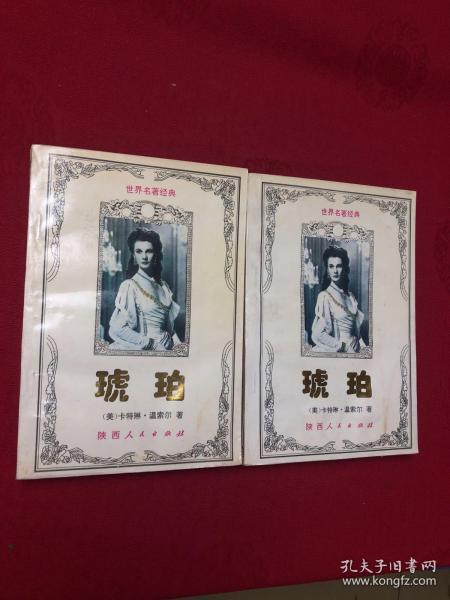 世界名著经典
琥珀
(美)卡特琳·温索尔 著
陕西人民出版社
世界名著经典
琥珀
(美)卡特琳·温索尔 著
陕西人民出版社
孔夫子旧书网
www.kongfz.com